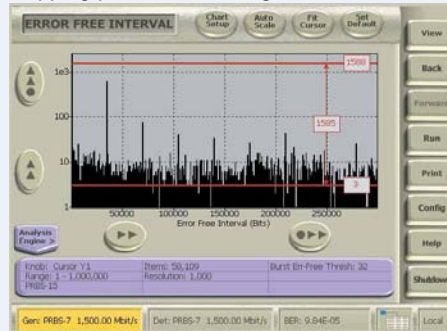 ERROR FREE INTERVAL
Chart Setup
Auto Scale
Fit Cursor
Set Default
View
Back
Forward
Run
Print
Config
Help
Shutdown
1e3
100
10
1
1588
1585
3
50000 100000 150000 200000 250000
Error Free Interval (Bits)
Analysis Engine >
Knob: Cursor Y1
Range: 1 - 1,000,000
PRBS-15
Items: 58,109
Resolution: 1,000
Burst Err-Free Thresh: 32
Gen: PRBS-7 1,500.00 Mbit/s
Det: PRBS-7 1,500.00 Mbit/s
BER: 9.84E-05
Local